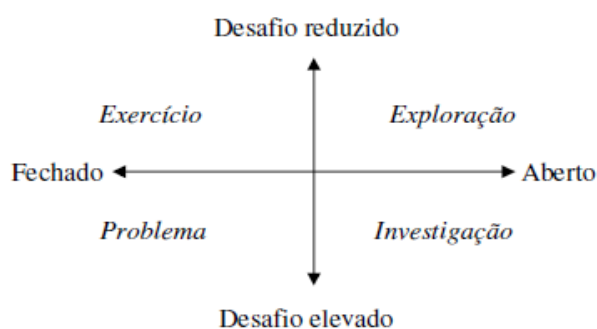 Desafio reduzido
Exercício Exploração
Fechado Aberto
Problema Investigação
Desafio elevado